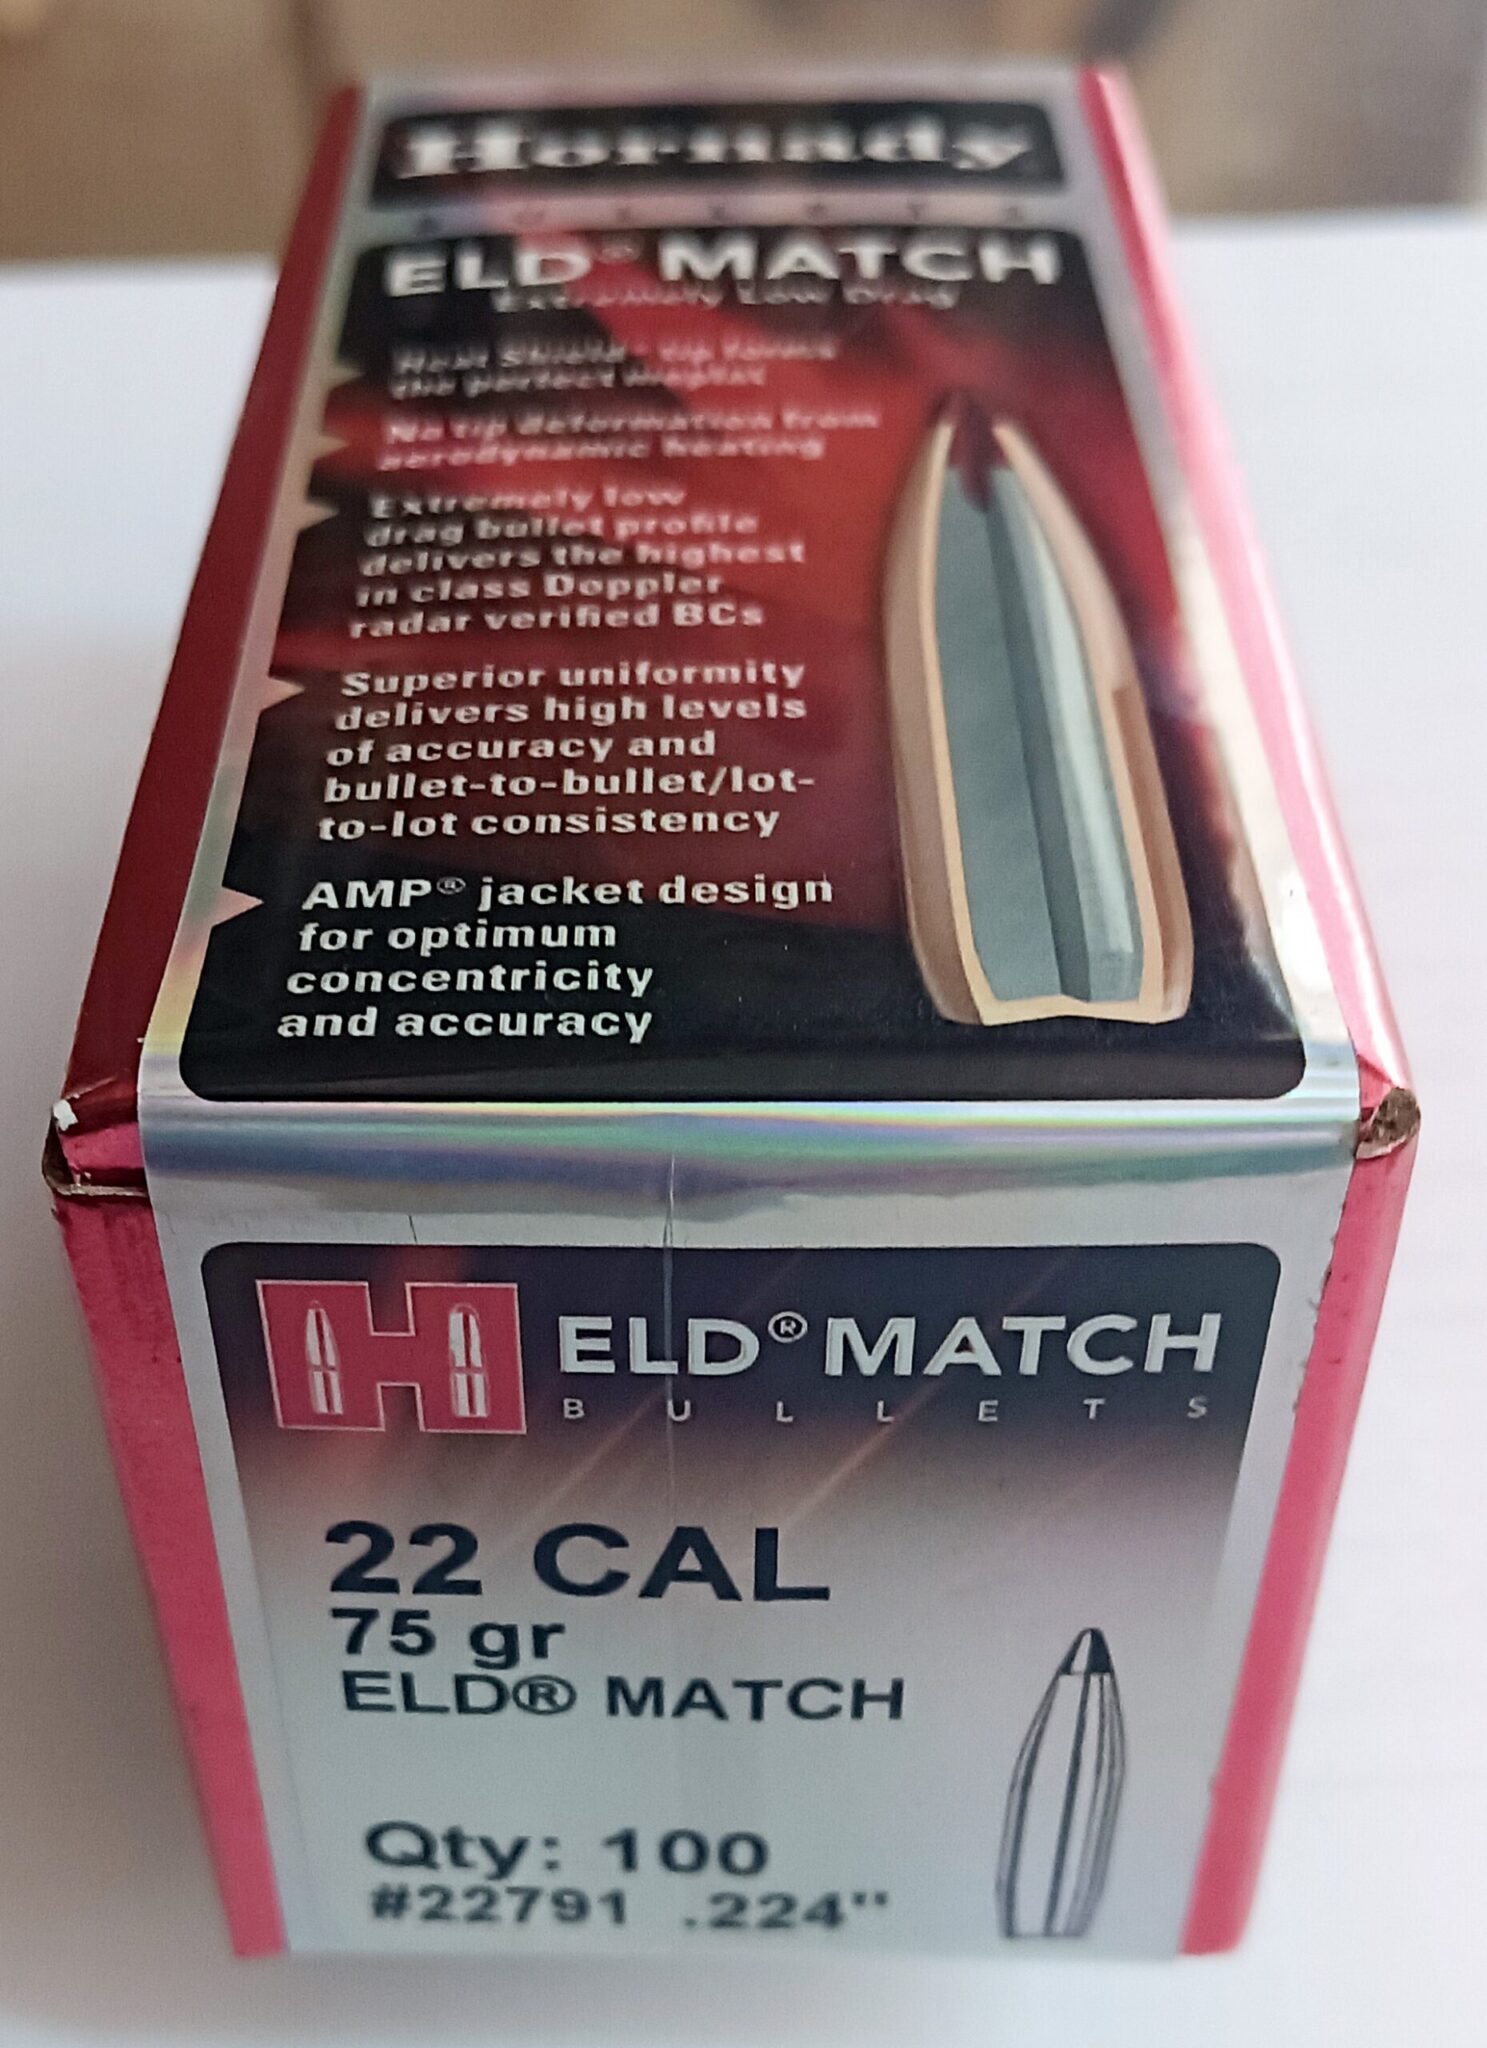 Hornady
BULLETS
ELD® MATCH
Extremely Low Drag
Heat Shield® tip forms
the perfect meplat
No tip deformation from
aerodynamic heating
Extremely low
drag bullet profile
delivers the highest
in class Doppler
radar verified BCs
Superior uniformity
delivers high levels
of accuracy and
bullet-to-bullet/lot-
to-lot consistency
AMP® jacket design
for optimum
concentricity
and accuracy
H ELD® MATCH
BULLETS
22 CAL
75 gr
ELD® MATCH
Qty: 100
#22791 .224"